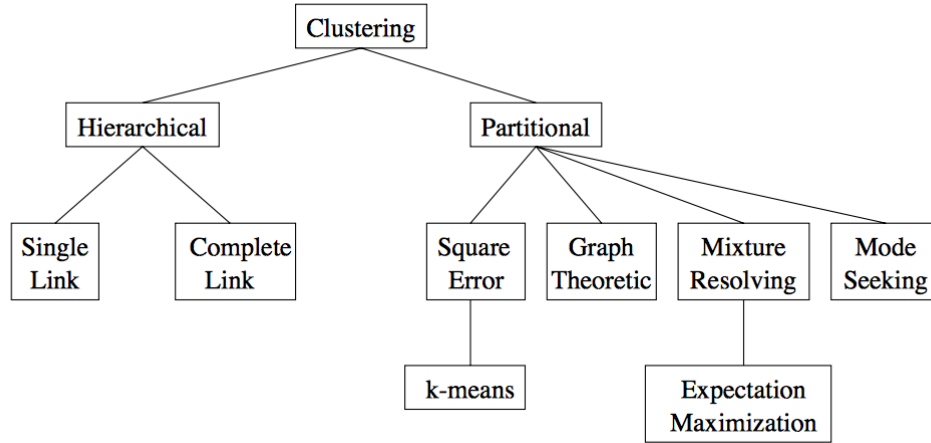 Clustering
Hierarchical
Partitional
Single
Link
Complete
Link
Square
Error
Graph
Theoretic
Mixture
Resolving
Mode
Seeking
k-means
Expectation
Maximization